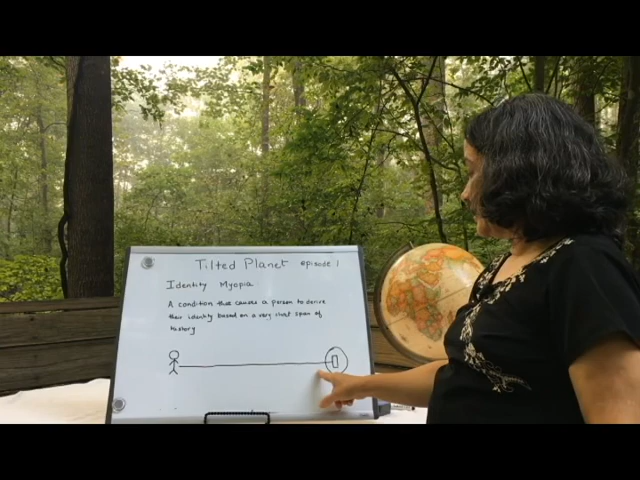 Tilted Planet episode 1
Identity Myopia
A condition that causes a person to derive
their identity based on a very short span of
history